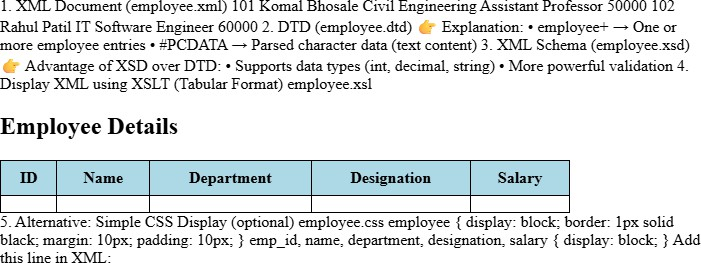 1. XML Document (employee.xml) 101 Komal Bhosale Civil Engineering Assistant Professor 50000 102
Rahul Patil IT Software Engineer 60000 2. DTD (employee.dtd) 👉 Explanation: • employee+ → One or
more employee entries • #PCDATA → Parsed character data (text content) 3. XML Schema (employee.xsd)
👉 Advantage of XSD over DTD: • Supports data types (int, decimal, string) • More powerful validation 4.
Display XML using XSLT (Tabular Format) employee.xsl
Employee Details
ID Name Department Designation Salary
5. Alternative: Simple CSS Display (optional) employee.css employee { display: block; border: 1px solid
black; margin: 10px; padding: 10px; } emp_id, name, department, designation, salary { display: block; } Add
this line in XML: